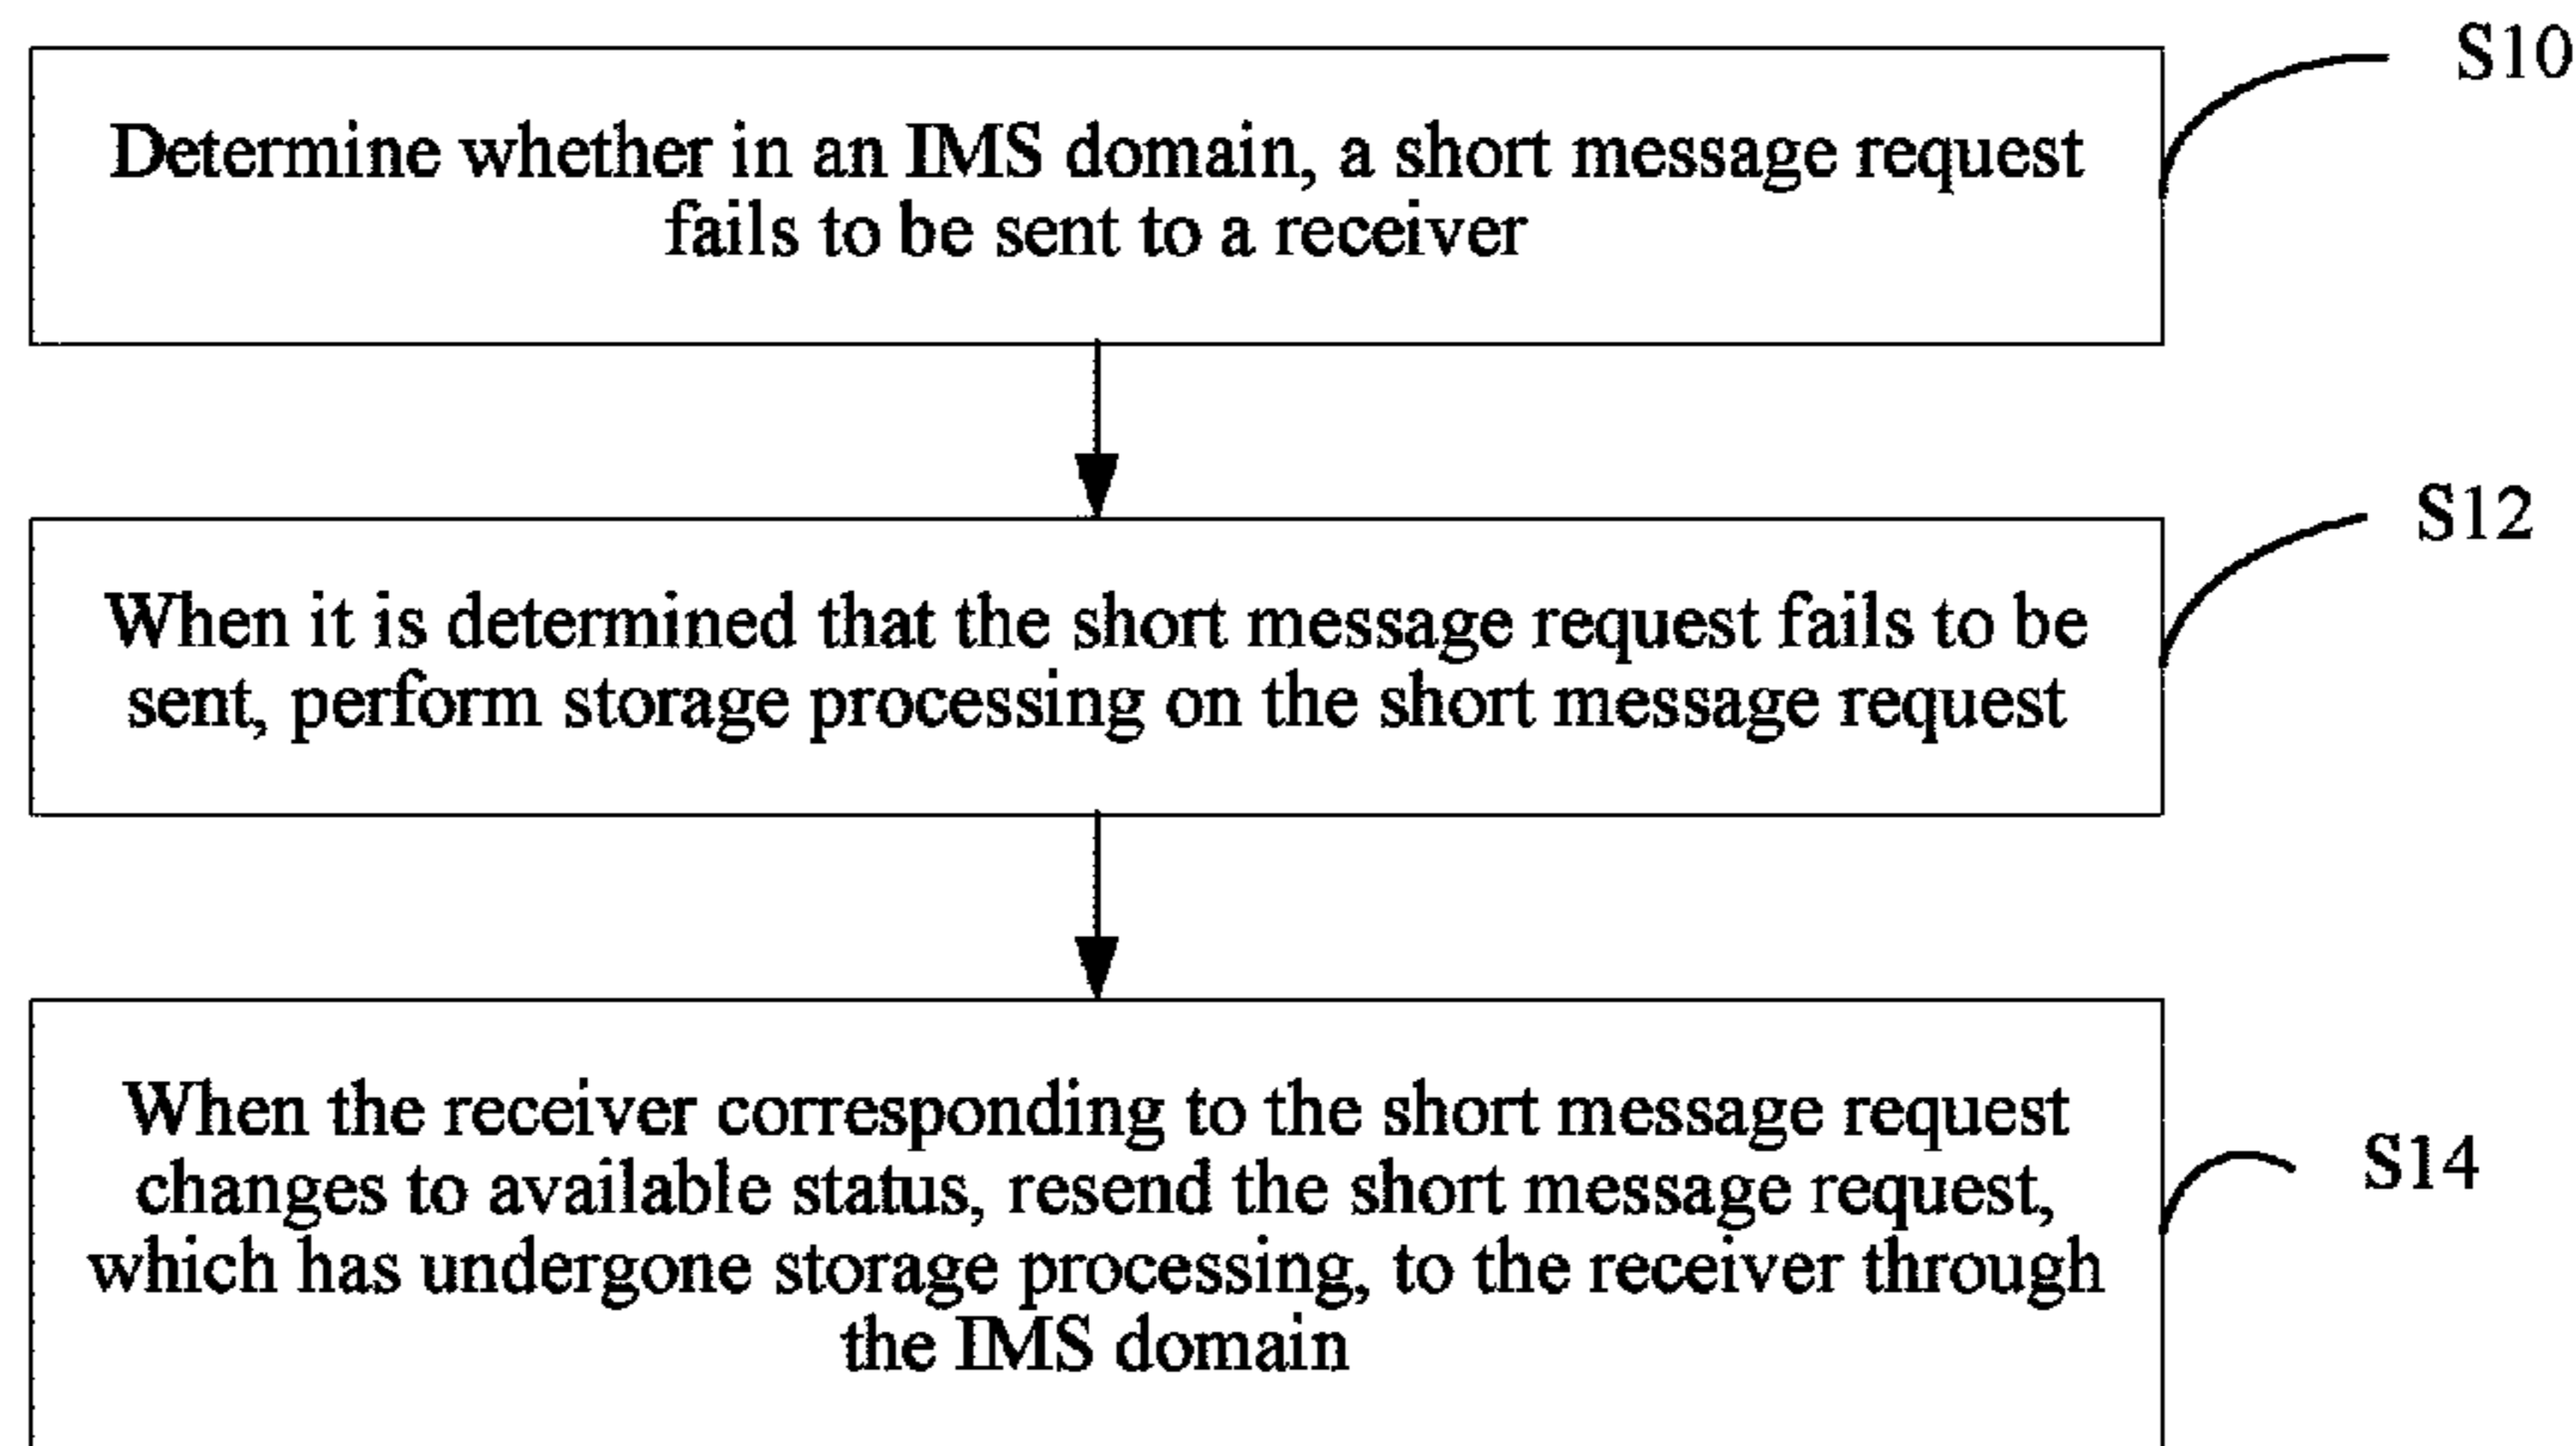 S10
Determine whether in an IMS domain, a short message request
fails to be sent to a receiver
S12
When it is determined that the short message request fails to be
sent, perform storage processing on the short message request
When the receiver corresponding to the short message request
changes to available status, resend the short message request,
S14
which has undergone storage processing, to the receiver through
the IMS domain